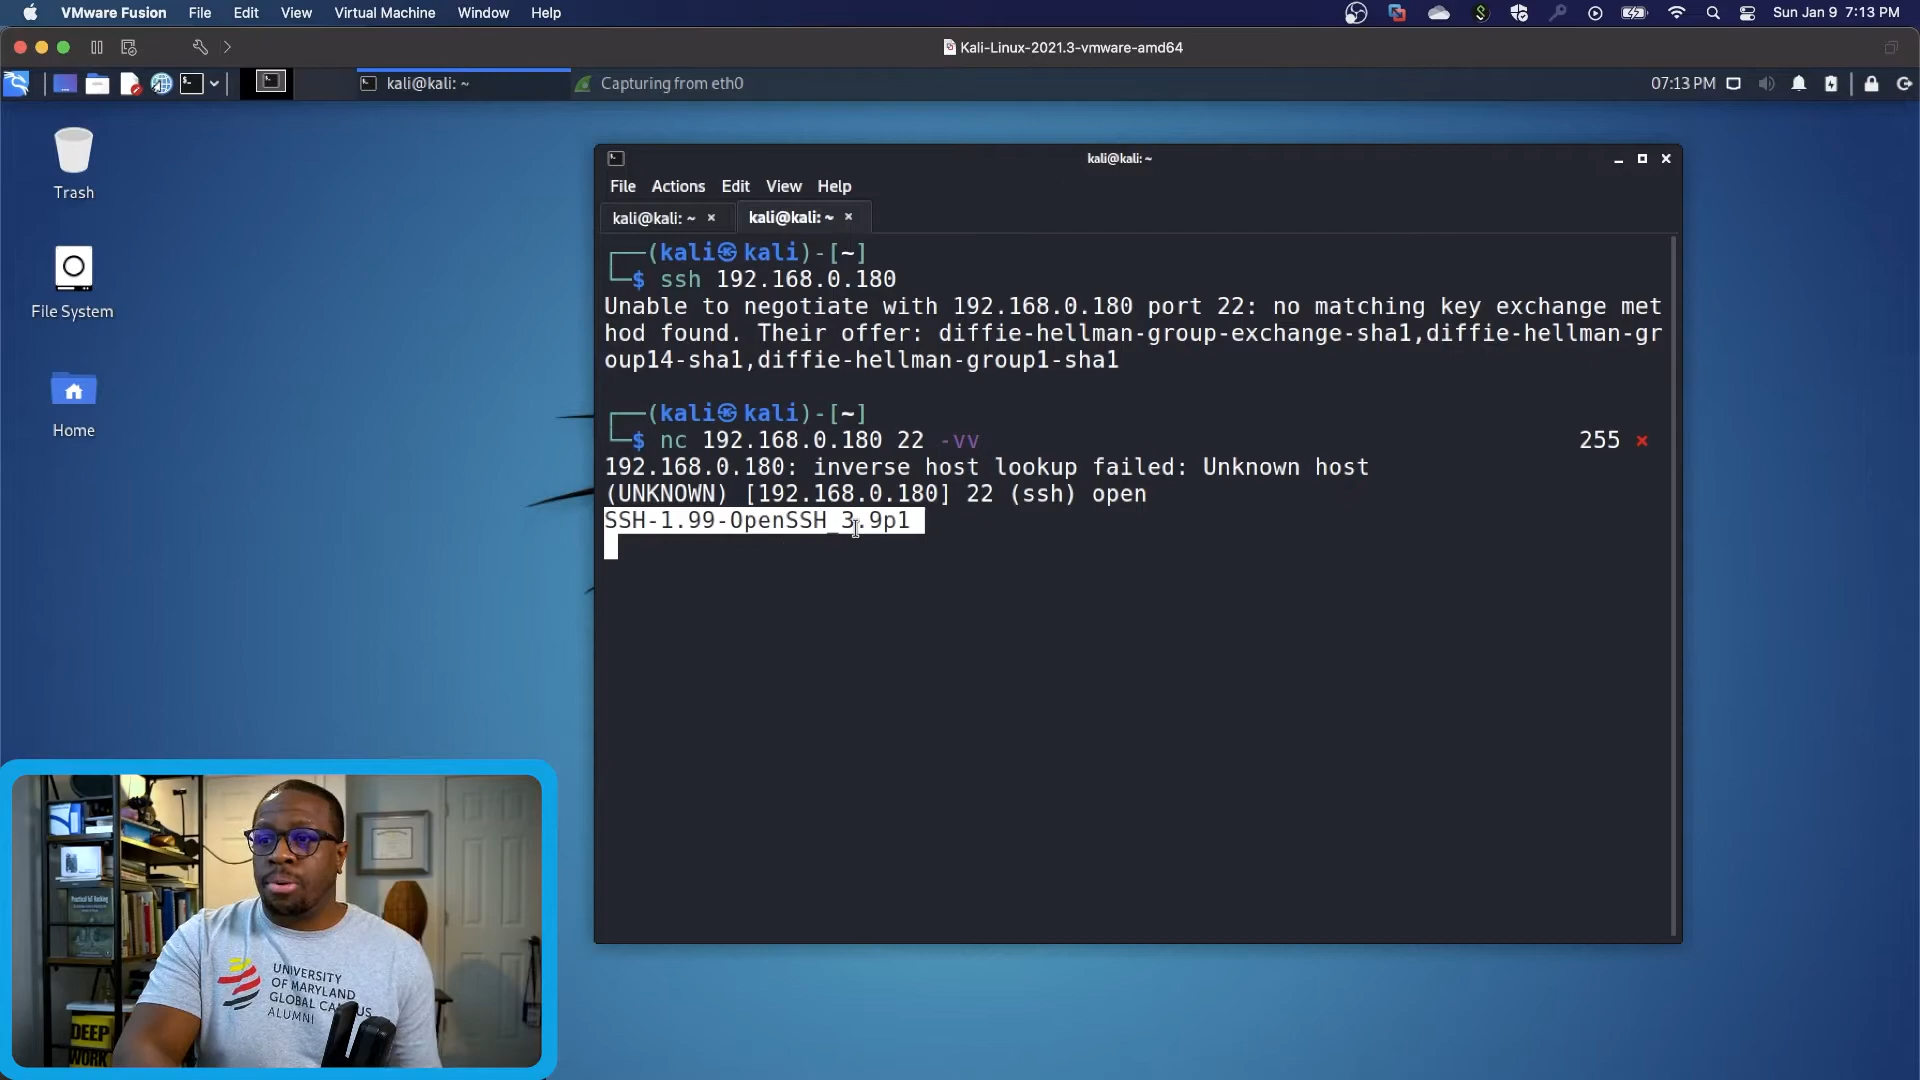 VMware Fusion File Edit View Virtual Machine Window Help
Sun Jan 9 7:13 PM
Kali-Linux-2021.3-vmware-amd64
kali@kali: ~
Capturing from eth0
07:13 PM
Trash
File System
Home
kali@kali: ~
File Actions Edit View Help
kali@kali: ~ × kali@kali: ~ ×
┌──(kali㉿kali)-[~]
└─$ ssh 192.168.0.180
Unable to negotiate with 192.168.0.180 port 22: no matching key exchange met
hod found. Their offer: diffie-hellman-group-exchange-sha1,diffie-hellman-gr
oup14-sha1,diffie-hellman-group1-sha1
┌──(kali㉿kali)-[~]
└─$ nc 192.168.0.180 22 -vv 255 ×
192.168.0.180: inverse host lookup failed: Unknown host
(UNKNOWN) [192.168.0.180] 22 (ssh) open
SSH-1.99-OpenSSH_3.9p1
Practical IoT Hacking
UNIVERSITY
OF MARYLAND
GLOBAL CAMPUS
ALUMNI
DEEP
WORK